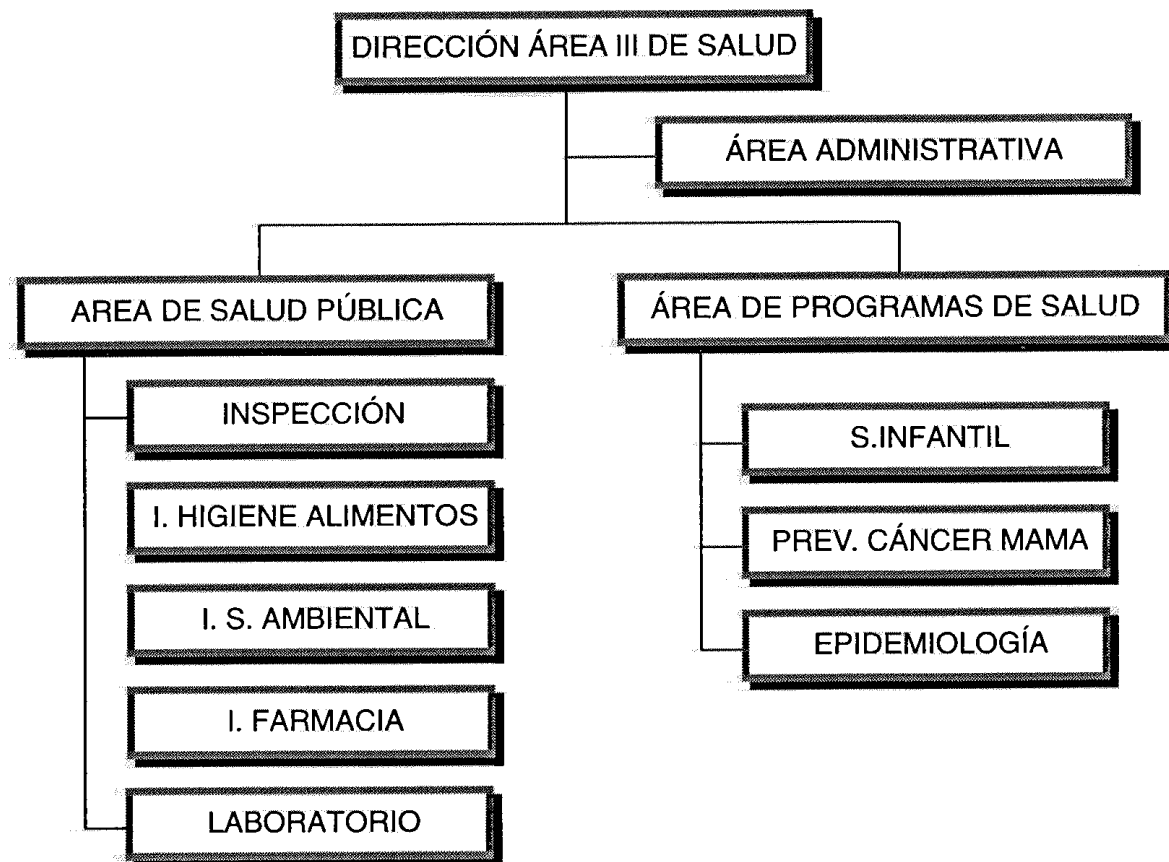 DIRECCIÓN ÁREA III DE SALUD
ÁREA ADMINISTRATIVA
AREA DE SALUD PÚBLICA
ÁREA DE PROGRAMAS DE SALUD
INSPECCIÓN
I. HIGIENE ALIMENTOS
I. S. AMBIENTAL
I. FARMACIA
LABORATORIO
S.INFANTIL
PREV. CÁNCER MAMA
EPIDEMIOLOGÍA